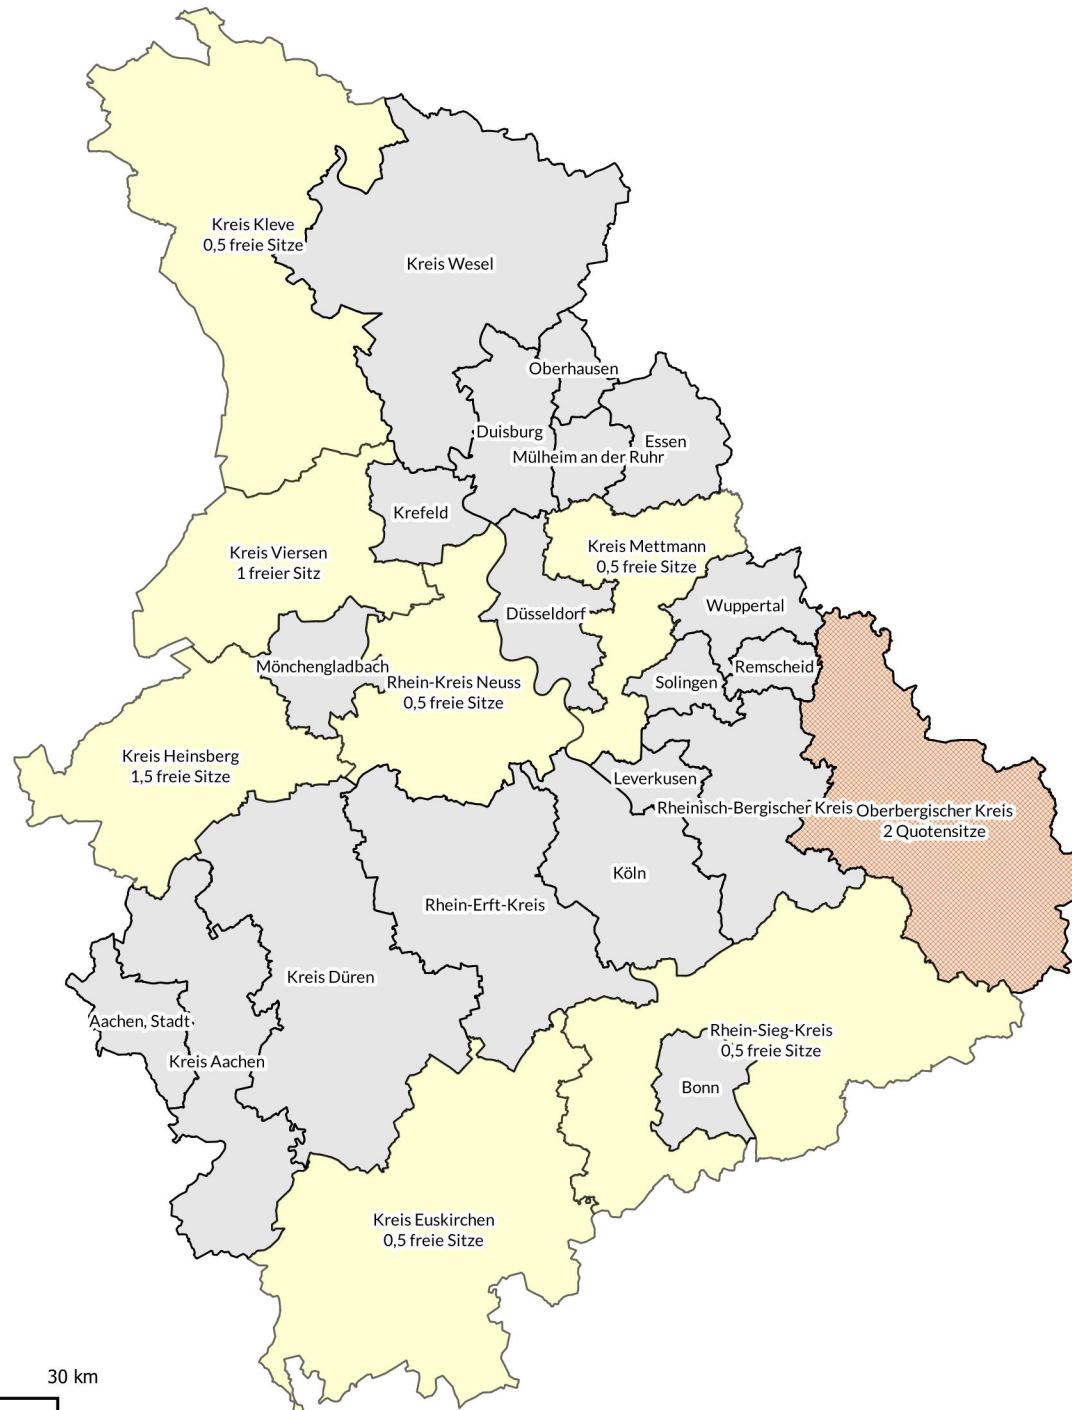 Kreis Kleve
0,5 freie Sitze
Kreis Wesel
Oberhausen
Duisburg
Essen
Mülheim an der Ruhr
Krefeld
Kreis Viersen
1 freier Sitz
Kreis Mettmann
0,5 freie Sitze
Düsseldorf
Wuppertal
Mönchengladbach
Remscheid
Rhein-Kreis Neuss
0,5 freie Sitze
Solingen
Kreis Heinsberg
1,5 freie Sitze
Leverkusen
Rheinisch-Bergischer Kreis
Oberbergischer Kreis
2 Quotensitze
Köln
Rhein-Erft-Kreis
Kreis Düren
Aachen, Stadt
Kreis Aachen
Rhein-Sieg-Kreis
0,5 freie Sitze
Bonn
Kreis Euskirchen
0,5 freie Sitze
30 km